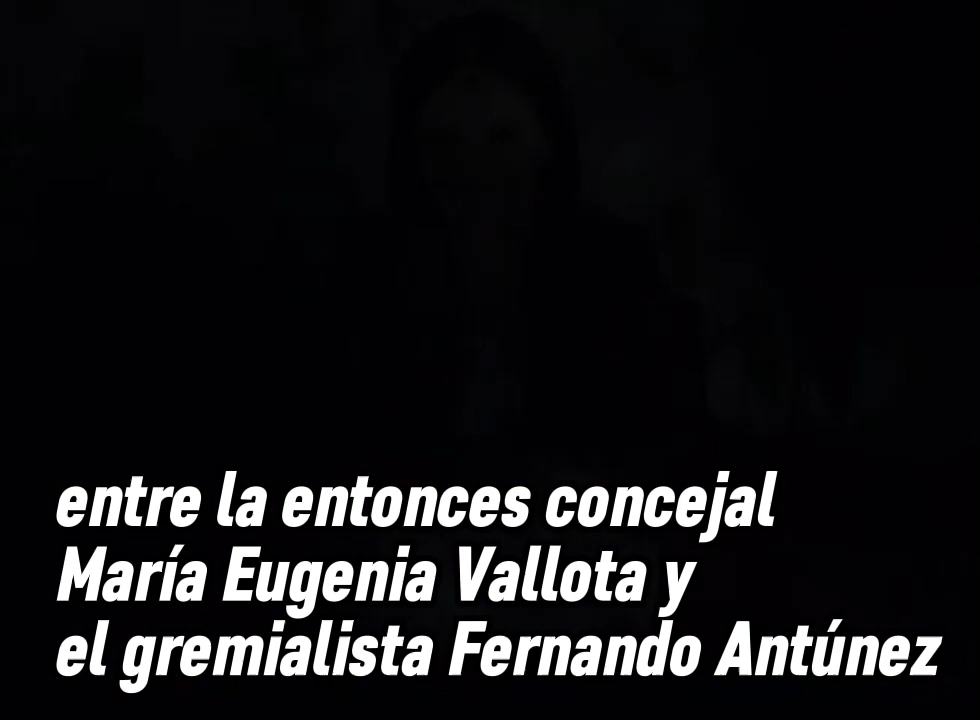 entre la entonces concejal
María Eugenia Vallota y
el gremialista Fernando Antúnez